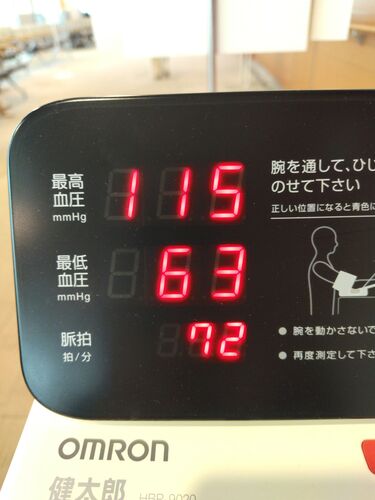 最高
血圧
mmHg
115
腕を通して、ひじ
のせて下さい
正しい位置になると青色に
最低
血圧
mmHg
63
脈拍
拍/分
72
● 腕を動かさないで
● 再度測定して下さ
OMRON
健太郎 HBP-9020